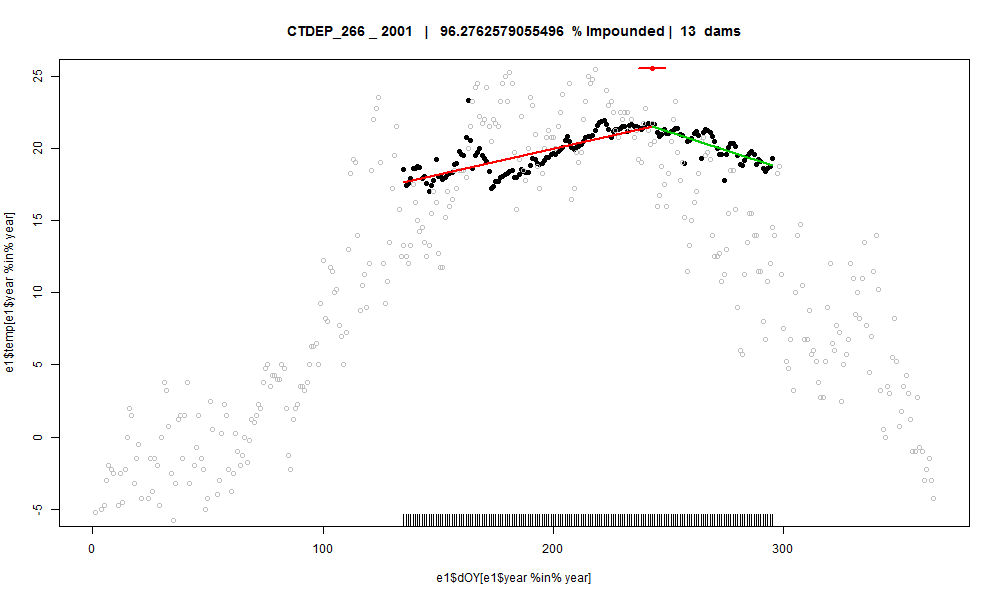 CTDEP_266 _ 2001 | 96.2762579055496 % Impounded | 13 dams
25
20
15
10
5
0
-5
e1$temp[e1$year %in% year]
0 100 200 300
e1$dOY[e1$year %in% year]